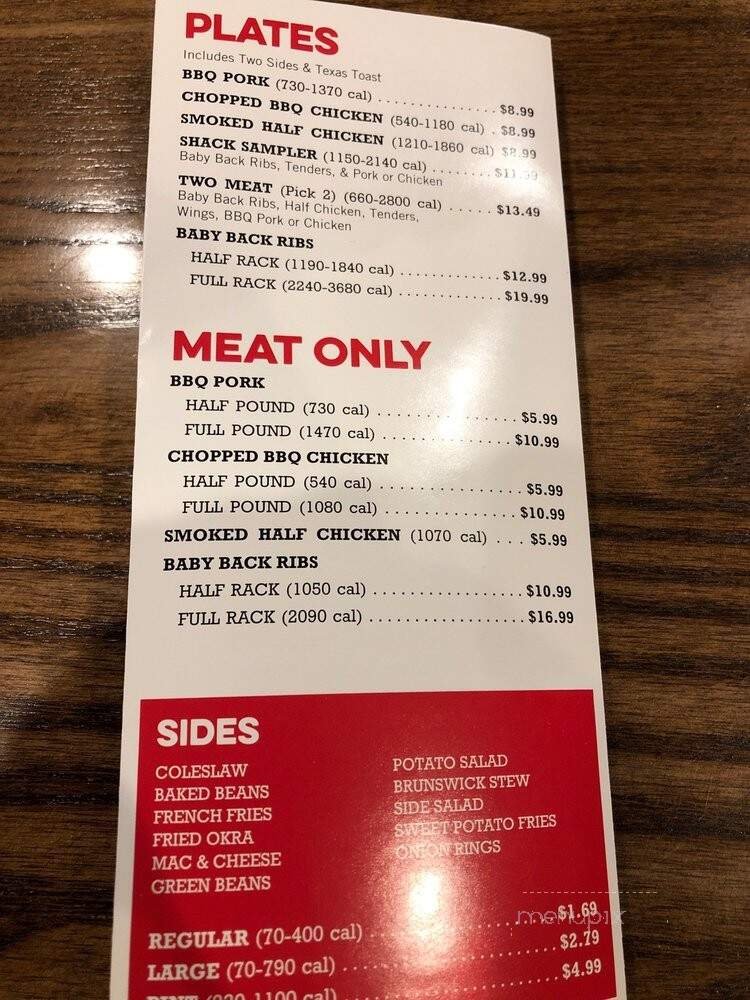 PLATES
Includes Two Sides & Texas Toast
BBQ PORK (730-1370 cal) . . . . . . . . . . . . . . . $8.99
CHOPPED BBQ CHICKEN (540-1180 cal) . $8.99
SMOKED HALF CHICKEN (1210-1860 cal) $8.99
SHACK SAMPLER (1150-2140 cal) . . . . . . . .
Baby Back Ribs, Tenders, & Pork or Chicken
TWO MEAT (Pick 2) (660-2800 cal) . . . . . $13.49
Baby Back Ribs, Half Chicken, Tenders,
Wings, BBQ Pork or Chicken
BABY BACK RIBS
HALF RACK (1190-1840 cal) . . . . . . . . . . . . $12.99
FULL RACK (2240-3680 cal) . . . . . . . . . . . . $19.99
MEAT ONLY
BBQ PORK
HALF POUND (730 cal) . . . . . . . . . . . . . . . . $5.99
FULL POUND (1470 cal) . . . . . . . . . . . . . . $10.99
CHOPPED BBQ CHICKEN
HALF POUND (540 cal) . . . . . . . . . . . . . . . . $5.99
FULL POUND (1080 cal) . . . . . . . . . . . . . . $10.99
SMOKED HALF CHICKEN (1070 cal) . . . $5.99
BABY BACK RIBS
HALF RACK (1050 cal) . . . . . . . . . . . . . . . . . $10.99
FULL RACK (2090 cal) . . . . . . . . . . . . . . . . . . $16.99
SIDES
COLESLAW
BAKED BEANS
FRENCH FRIES
FRIED OKRA
MAC & CHEESE
GREEN BEANS
POTATO SALAD
BRUNSWICK STEW
SIDE SALAD
SWEET POTATO FRIES
ONION RINGS
REGULAR (70-400 cal) . . . . . . . . . . . . . . . . . . $1.69
LARGE (70-790 cal) . . . . . . . . . . . . . . . . . . . . $2.79
PINT (220-1100 cal) . . . . . . . . . . . . . . . . . . . $4.99
menupix